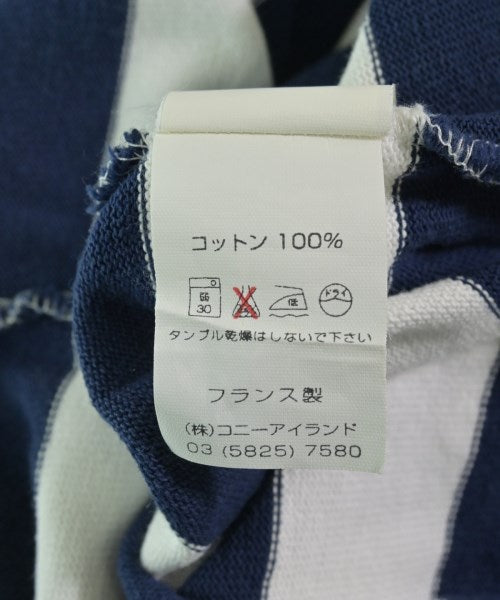 コットン 100%
弱 30 低 ドライ
タンブル乾燥はしないで下さい
フランス製
(株)コニーアイランド
03 (5825) 7580